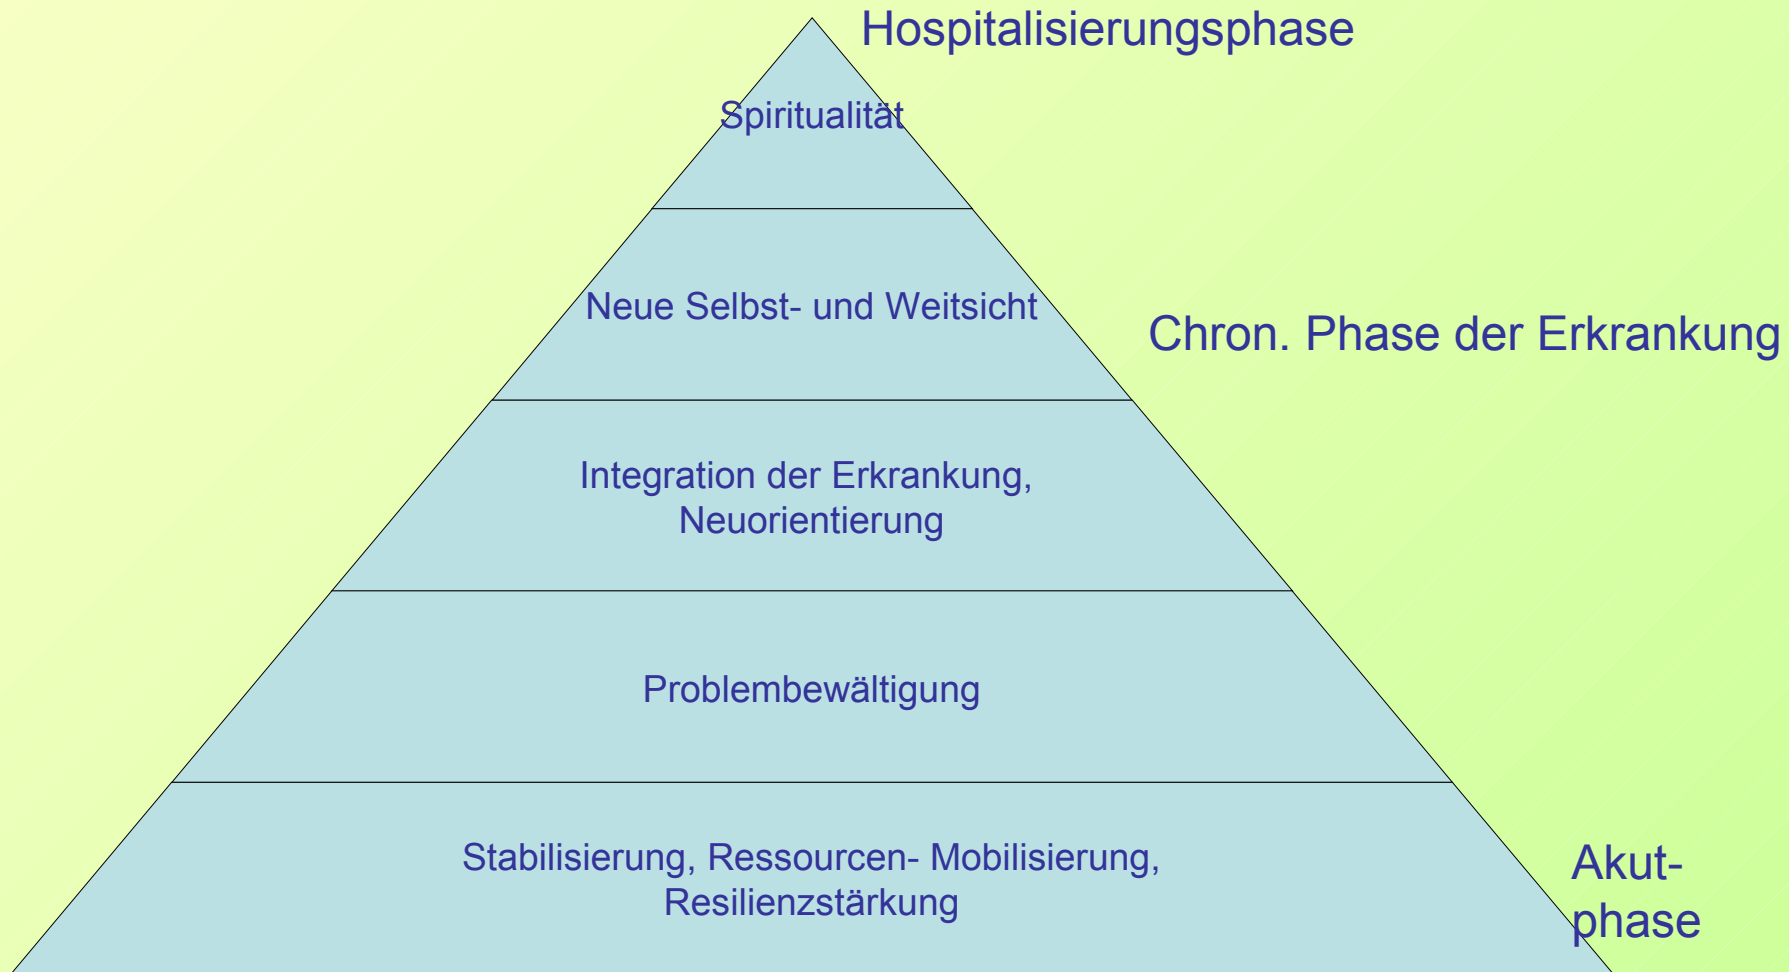 Hospitalisierungsphase
Spiritualität
Neue Selbst- und Weitsicht
Chron. Phase der Erkrankung
Integration der Erkrankung,
Neuorientierung
Problembewältigung
Stabilisierung, Ressourcen- Mobilisierung,
Resilienzstärkung
Akut-
phase